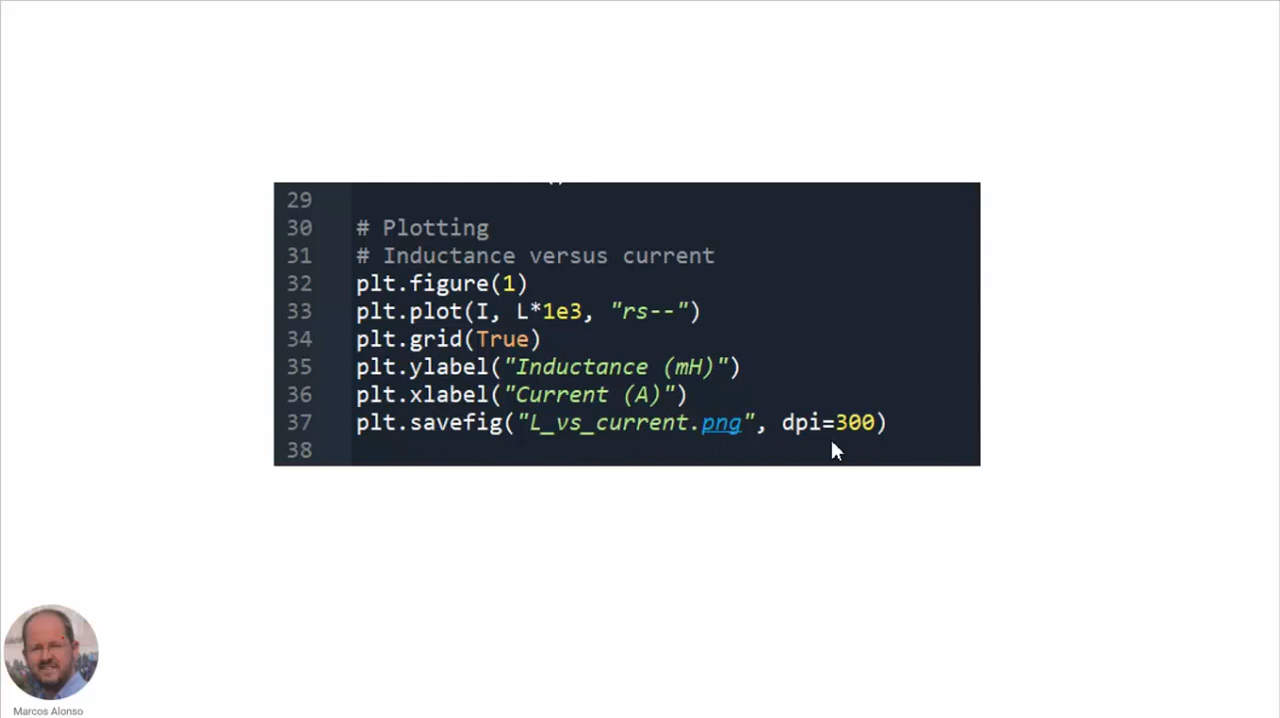 29
30 # Plotting
31 # Inductance versus current
32 plt.figure(1)
33 plt.plot(I, L*1e3, "rs--")
34 plt.grid(True)
35 plt.ylabel("Inductance (mH)")
36 plt.xlabel("Current (A)")
37 plt.savefig("L_vs_current.png", dpi=300)
38
Marcos Alonso